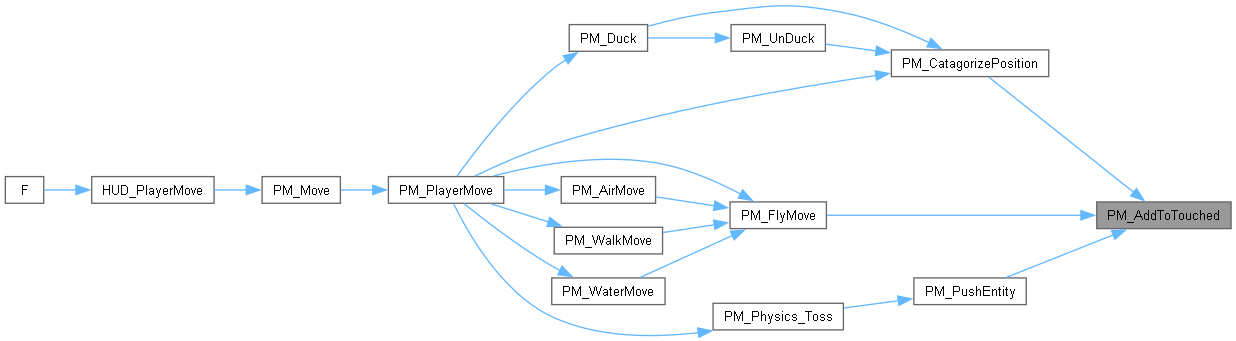 PM_Duck
PM_UnDuck
PM_CatagorizePosition
F
HUD_PlayerMove
PM_Move
PM_PlayerMove
PM_AirMove
PM_FlyMove
PM_AddToTouched
PM_WalkMove
PM_WaterMove
PM_PushEntity
PM_Physics_Toss